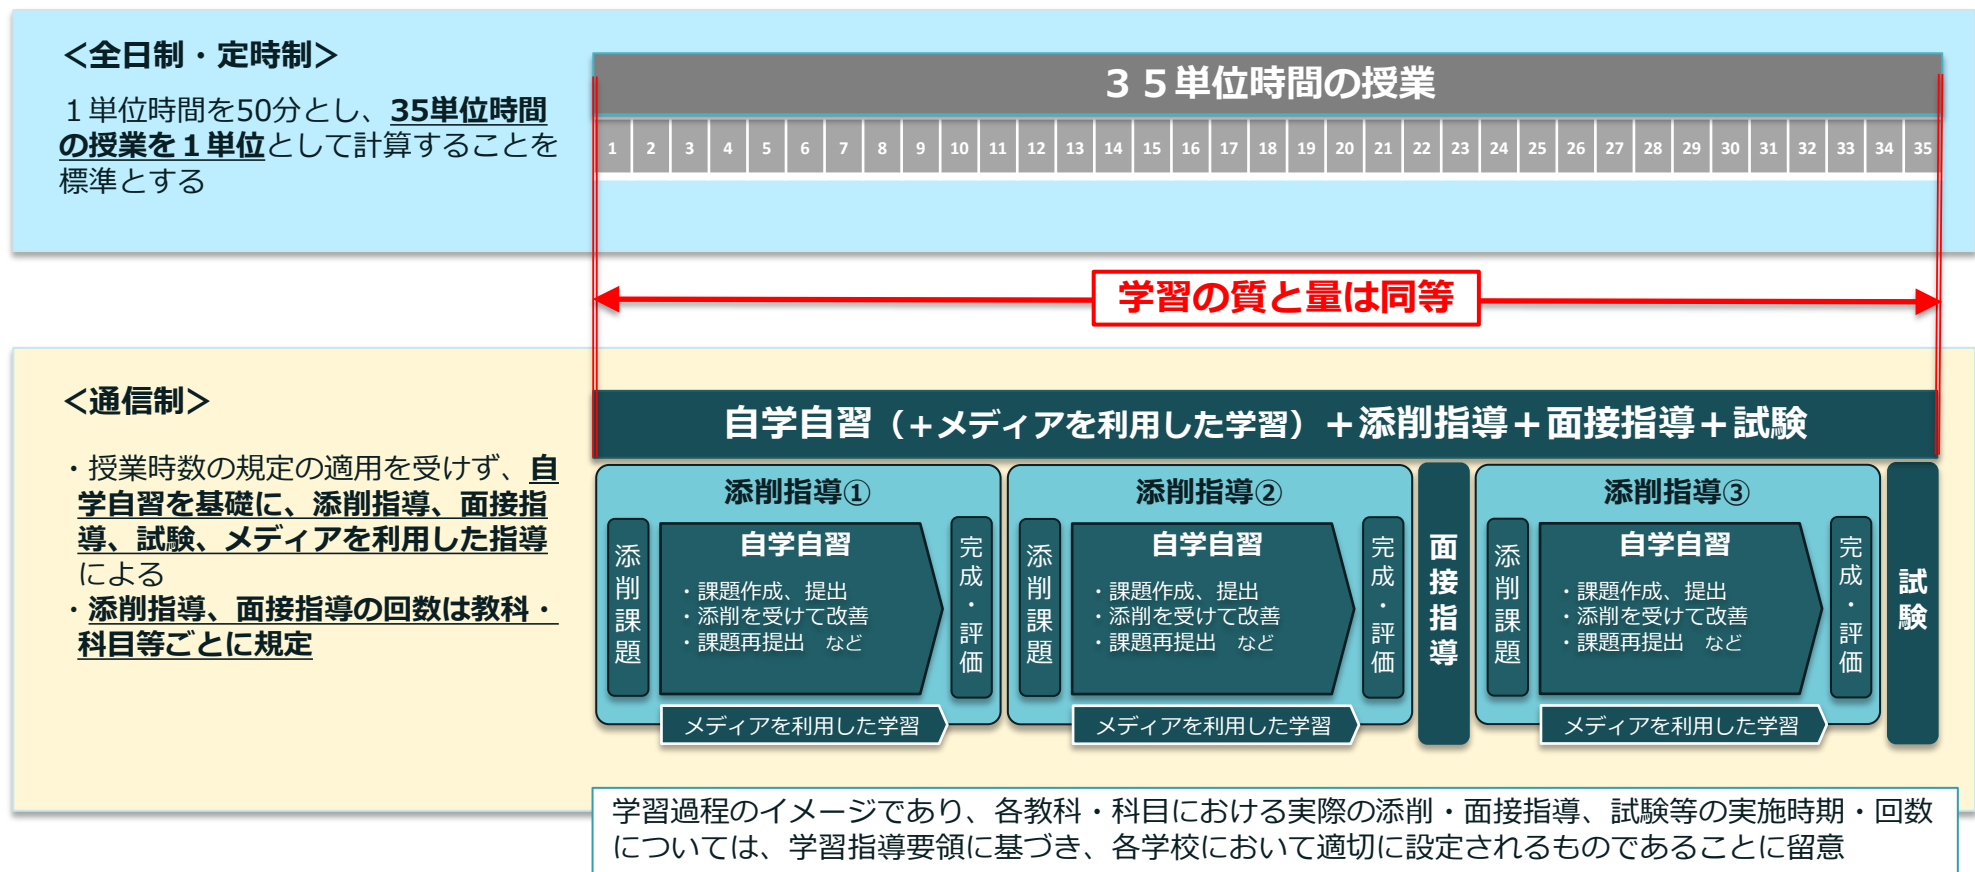 ＜全日制・定時制＞
１単位時間を50分とし、35単位時間
の授業を１単位として計算することを
標準とする
３５単位時間の授業
1 2 3 4 5 6 7 8 9 10 11 12 13 14 15 16 17 18 19 20 21 22 23 24 25 26 27 28 29 30 31 32 33 34 35
学習の質と量は同等
＜通信制＞
・授業時数の規定の適用を受けず、自
学自習を基礎に、添削指導、面接指
導、試験、メディアを利用した指導
による
・添削指導、面接指導の回数は教科・
科目等ごとに規定
自学自習（＋メディアを利用した学習）＋添削指導＋面接指導＋試験
添削指導①
添削課題
自学自習
・課題作成、提出
・添削を受けて改善
・課題再提出　など
完成・評価
メディアを利用した学習
添削指導②
添削課題
自学自習
・課題作成、提出
・添削を受けて改善
・課題再提出　など
完成・評価
メディアを利用した学習
面接指導
添削指導③
添削課題
自学自習
・課題作成、提出
・添削を受けて改善
・課題再提出　など
完成・評価
メディアを利用した学習
試験
学習過程のイメージであり、各教科・科目における実際の添削・面接指導、試験等の実施時期・回数
については、学習指導要領に基づき、各学校において適切に設定されるものであることに留意